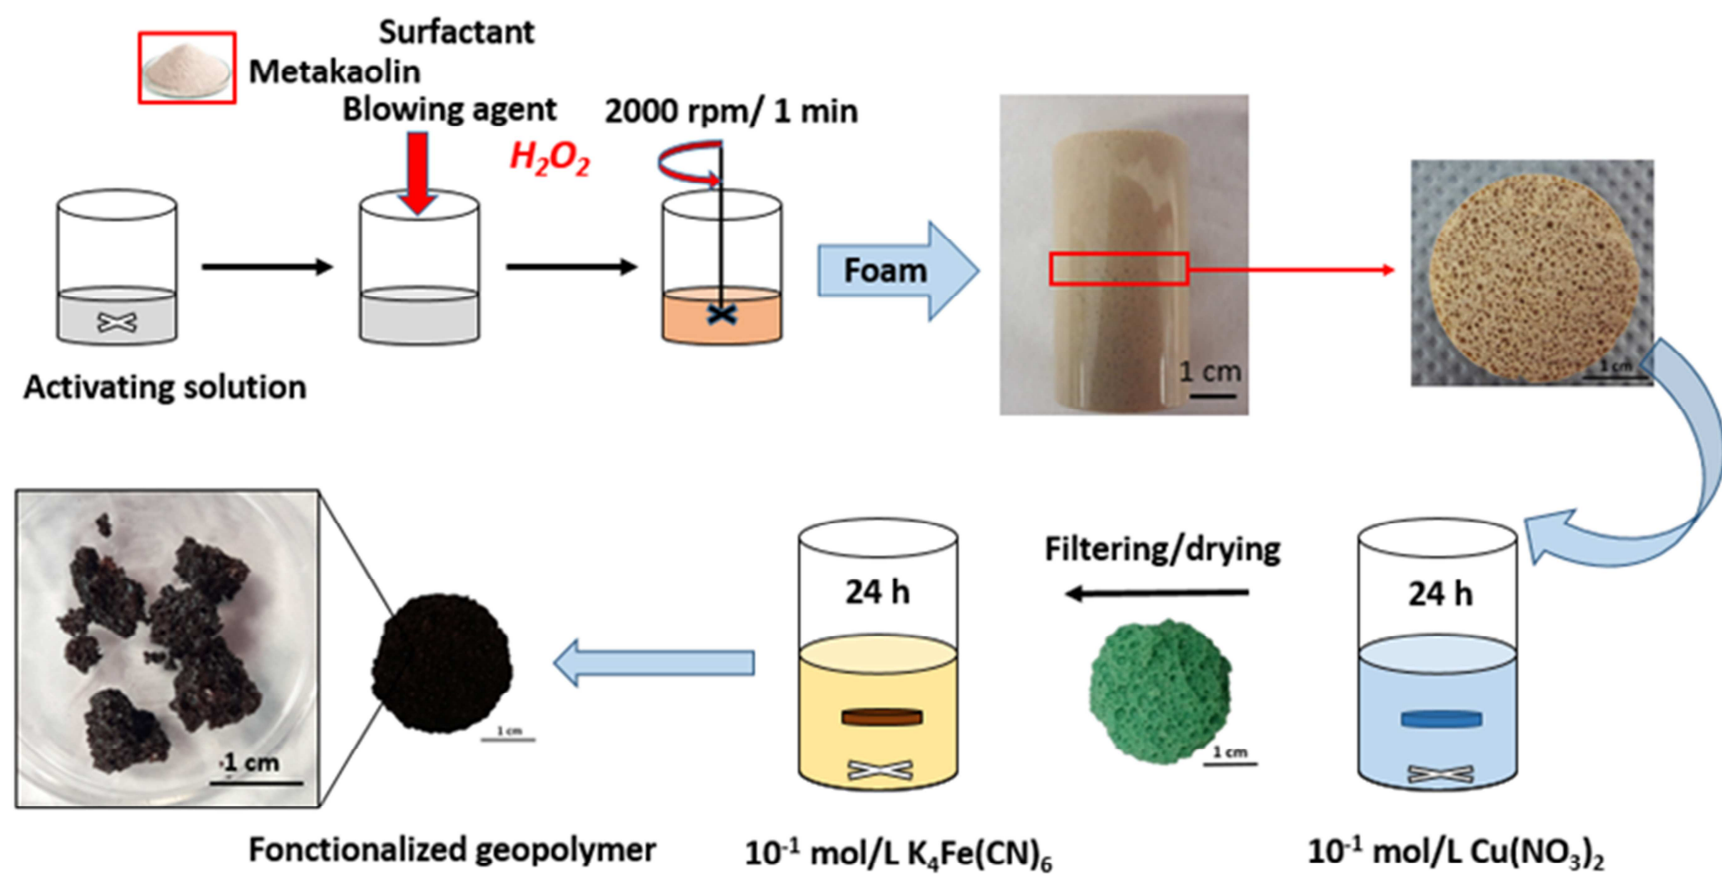 Surfactant
Metakaolin
Blowing agent
H₂O₂
2000 rpm/ 1 min
Activating solution
Foam
1 cm
1 cm
24 h
10⁻¹ mol/L Cu(NO₃)₂
Filtering/drying
1 cm
24 h
10⁻¹ mol/L K₄Fe(CN)₆
1 cm
1 cm
Fonctionalized geopolymer